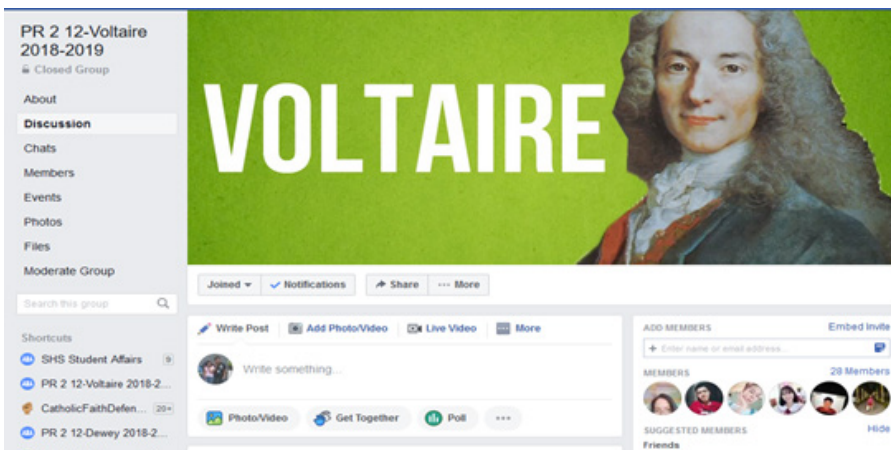 PR 2 12-Voltaire
2018-2019
Closed Group
About
Discussion
Chats
Members
Events
Photos
Files
Moderate Group
Search this group
Shortcuts
SHS Student Affairs 9
PR 2 12-Voltaire 2018-2...
CatholicFaithDefen... 20+
PR 2 12-Dewey 2018-2...
VOLTAIRE
Joined Notifications Share More
Write Post Add Photo/Video Live Video More
Write something...
Photo/Video Get Together Poll
ADD MEMBERS Embed Invite
+ Enter name or email address...
MEMBERS 28 Members
SUGGESTED MEMBERS Hide
Friends